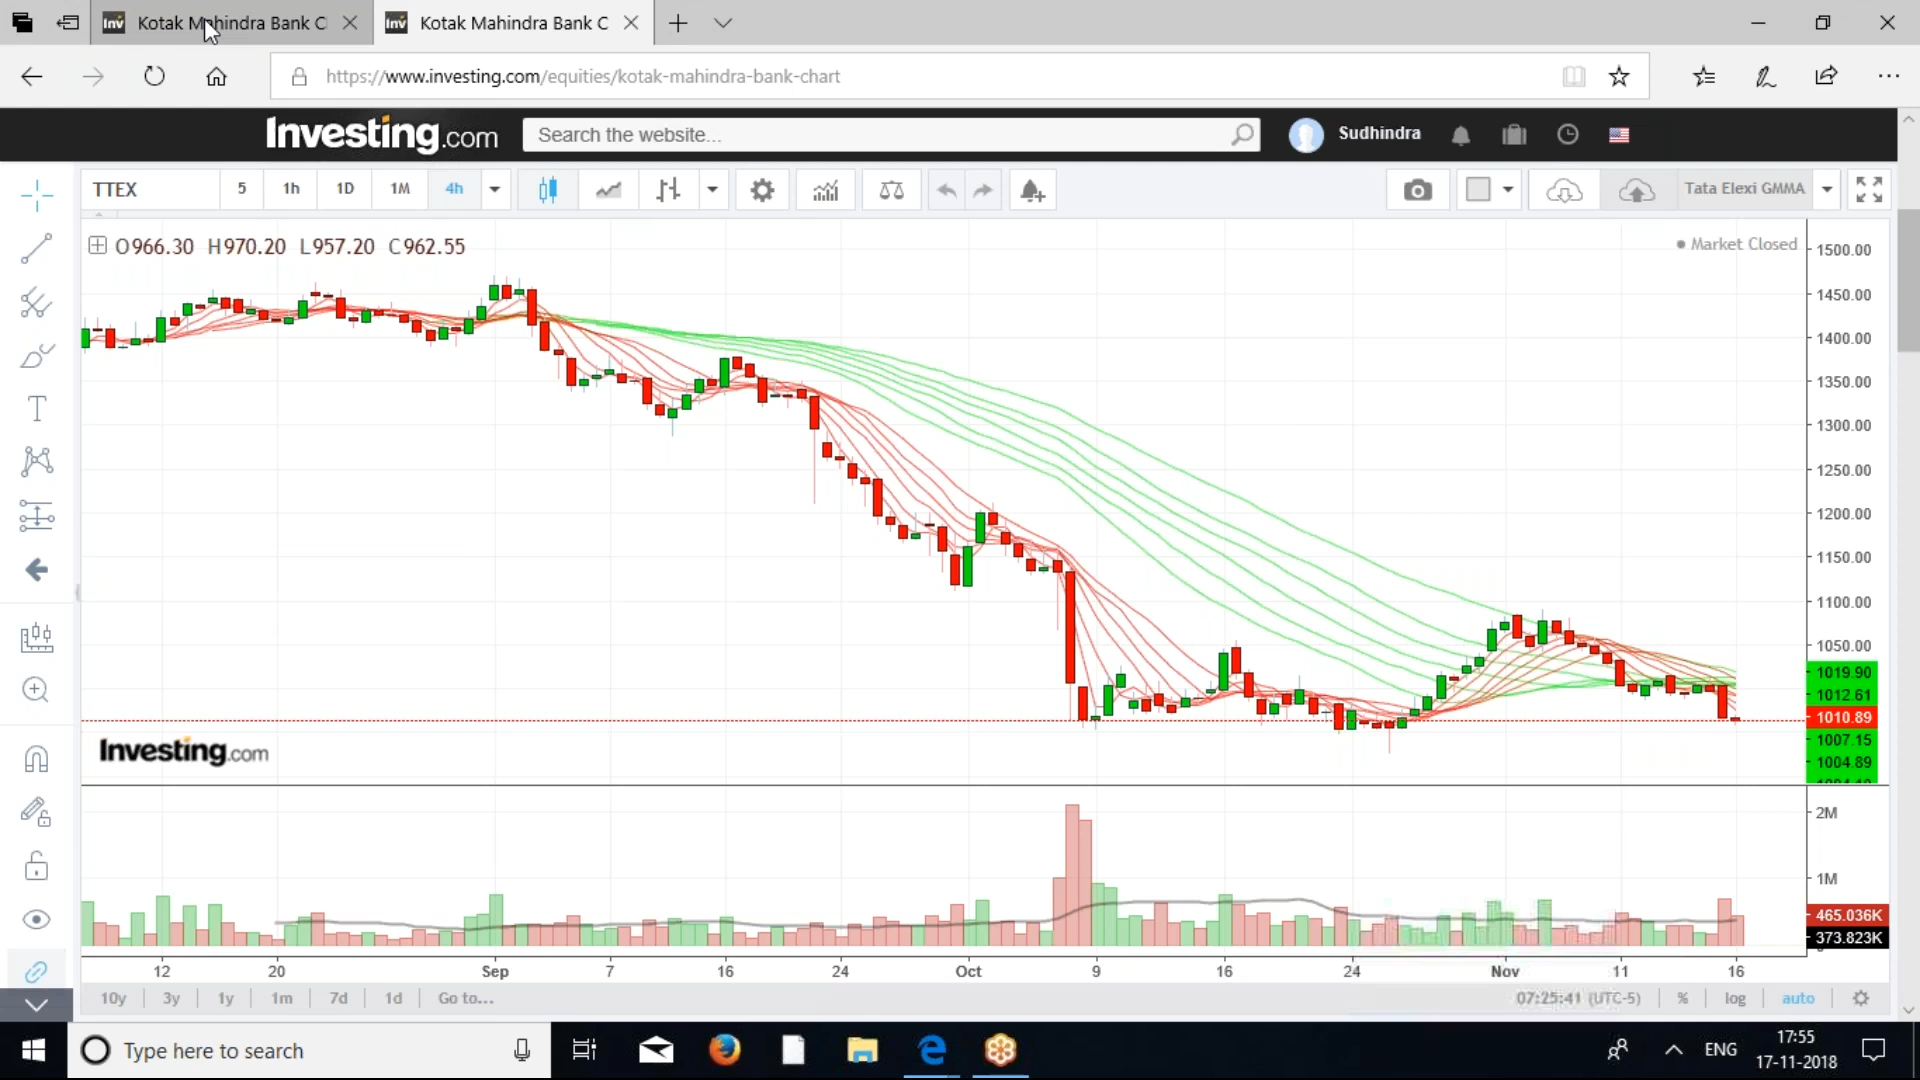 Kotak Mahindra Bank C
Kotak Mahindra Bank C
https://www.investing.com/equities/kotak-mahindra-bank-chart
Investing.com
Search the website...
Sudhindra
TTEX
5
1h
1D
1M
4h
Tata Elexi GMMA
O966.30 H970.20 L957.20 C962.55
Market Closed
1500.00
1450.00
1400.00
1350.00
1300.00
1250.00
1200.00
1150.00
1100.00
1050.00
1019.90
1012.61
1010.89
1007.15
1004.89
Investing.com
2M
1M
465.036K
373.823K
12 20 Sep 7 16 24 Oct 9 16 24 Nov 11 16
10y 3y 1y 1m 7d 1d Go to...
07:25:41 (UTC-5) % log auto
Type here to search
ENG
17:55
17-11-2018